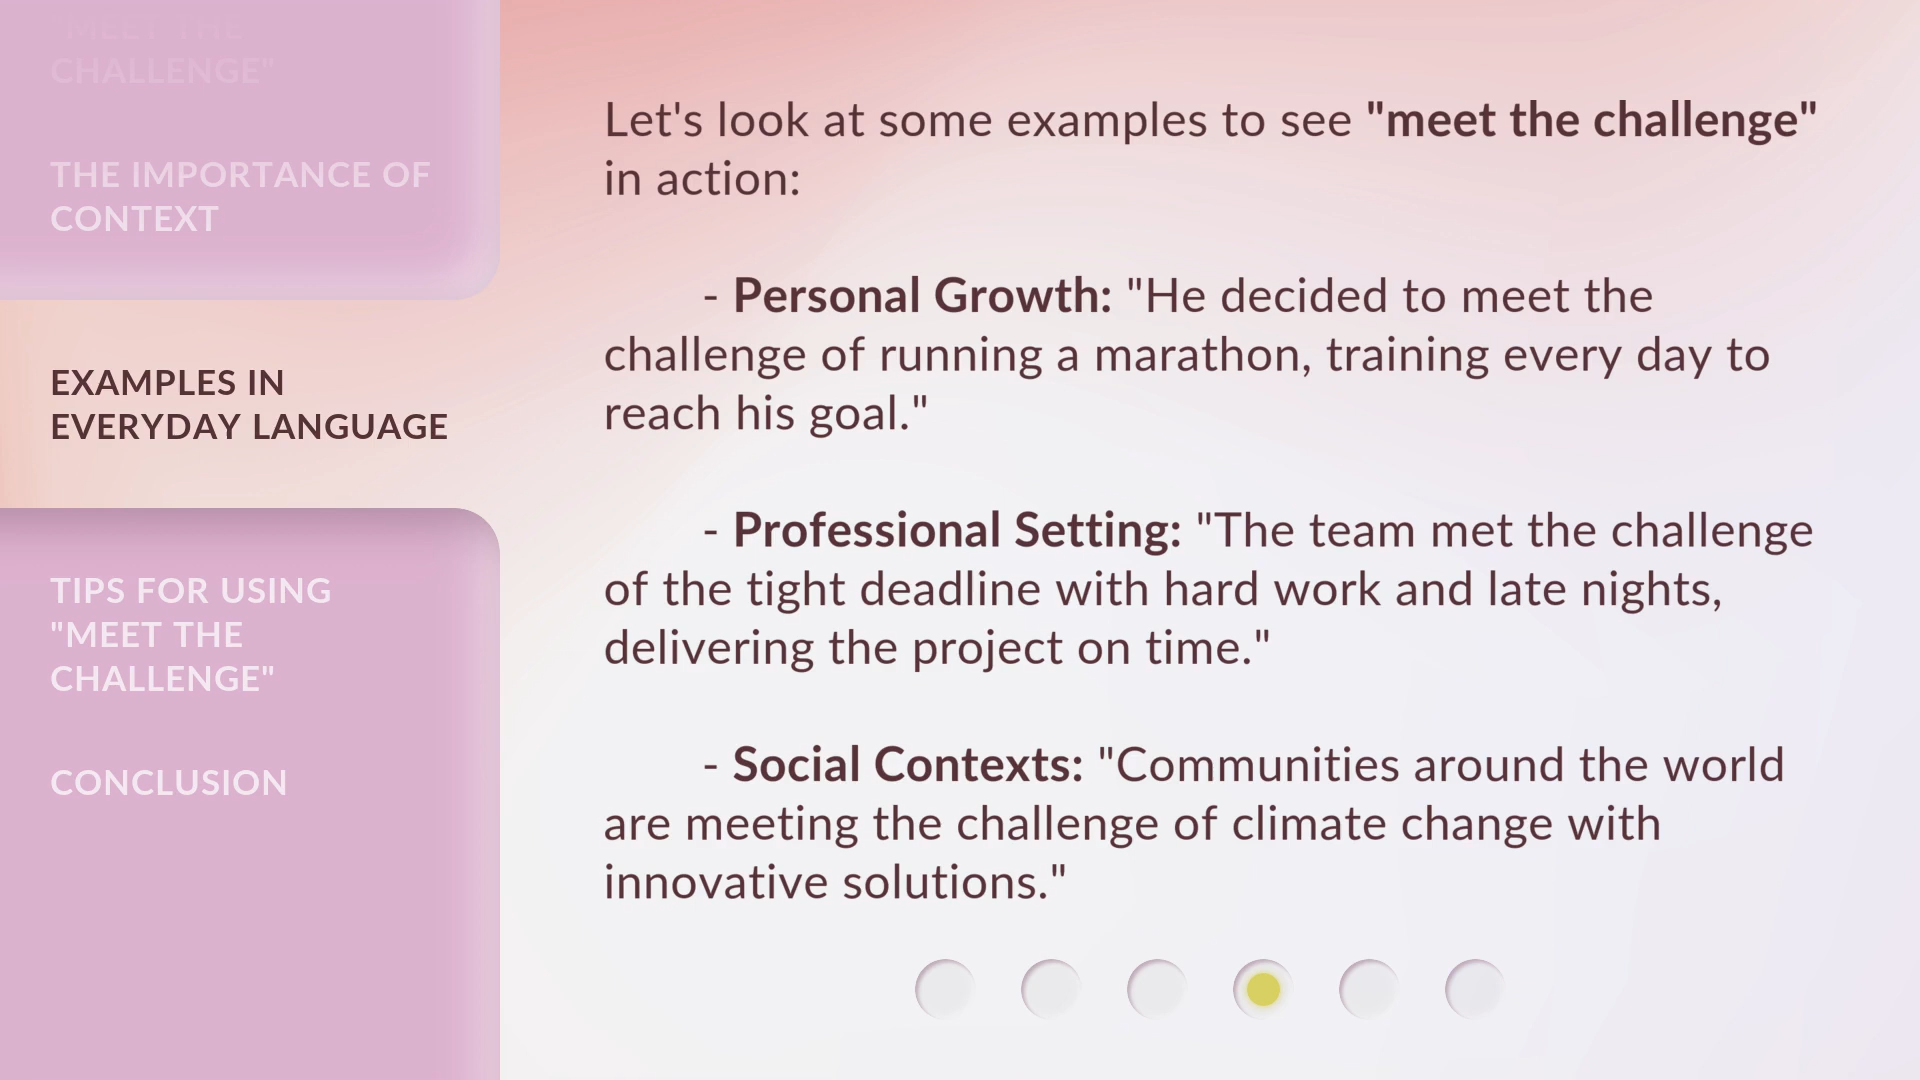 "MEET THE
CHALLENGE"
THE IMPORTANCE OF
CONTEXT
EXAMPLES IN
EVERYDAY LANGUAGE
TIPS FOR USING
"MEET THE
CHALLENGE"
CONCLUSION
Let's look at some examples to see "meet the challenge"
in action:
- Personal Growth: "He decided to meet the
challenge of running a marathon, training every day to
reach his goal."
- Professional Setting: "The team met the challenge
of the tight deadline with hard work and late nights,
delivering the project on time."
- Social Contexts: "Communities around the world
are meeting the challenge of climate change with
innovative solutions."